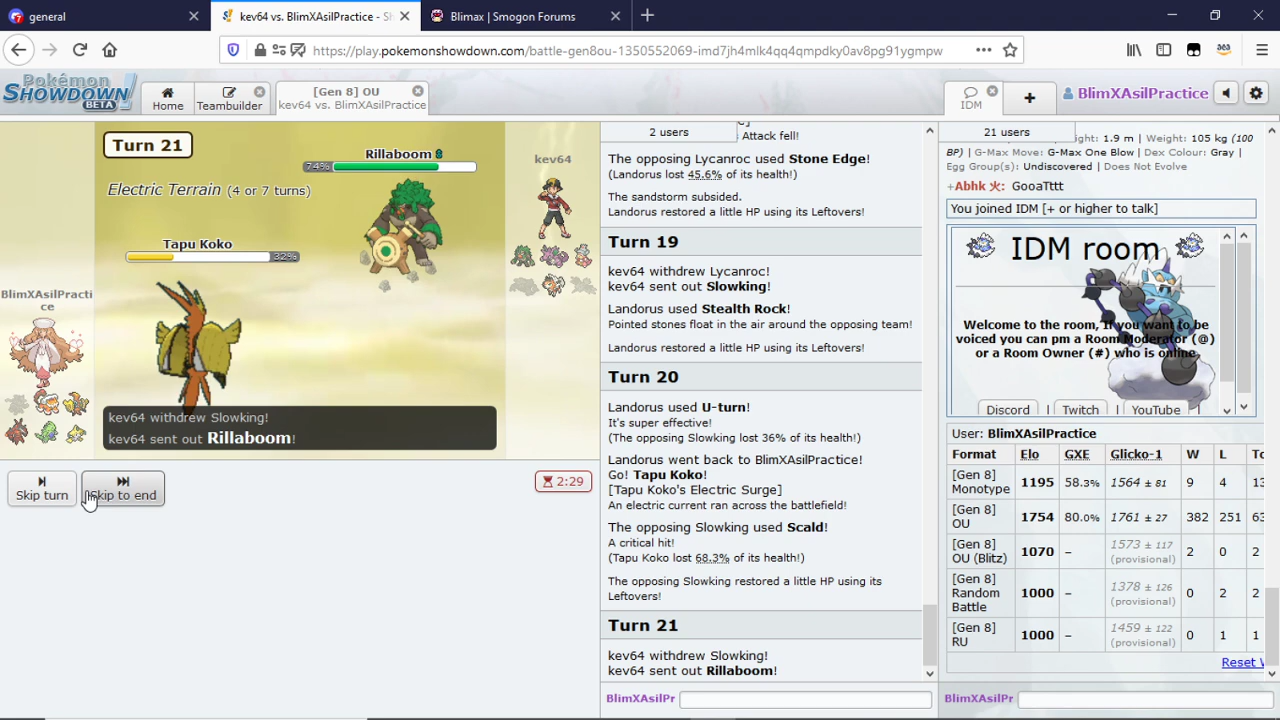 general
kev64 vs. BlimXAsilPractice - Sh
Blimax | Smogon Forums
https://play.pokemonshowdown.com/battle-gen8ou-1350552069-imd7jh4mlk4qq4qmpdky0av8pg91ygmpw
Pokémon
SHOWDOWN!
BETA
Home
Teambuilder
[Gen 8] OU
kev64 vs. BlimXAsilPractice
IDM
BlimXAsilPractice
Turn 21
Electric Terrain (4 or 7 turns)
Rillaboom
74%
Tapu Koko
32%
kev64
BlimXAsilPracti
ce
kev64 withdrew Slowking!
kev64 sent out Rillaboom!
Skip turn
Skip to end
2:29
2 users
Attack fell!
The opposing Lycanroc used Stone Edge!
(Landorus lost 45.6% of its health!)
The sandstorm subsided.
Landorus restored a little HP using its Leftovers!
Turn 19
kev64 withdrew Lycanroc!
kev64 sent out Slowking!
Landorus used Stealth Rock!
Pointed stones float in the air around the opposing team!
Landorus restored a little HP using its Leftovers!
Turn 20
Landorus used U-turn!
It's super effective!
(The opposing Slowking lost 36% of its health!)
Landorus went back to BlimXAsilPractice!
Go! Tapu Koko!
[Tapu Koko's Electric Surge]
An electric current ran across the battlefield!
The opposing Slowking used Scald!
A critical hit!
(Tapu Koko lost 68.3% of its health!)
The opposing Slowking restored a little HP using its
Leftovers!
Turn 21
kev64 withdrew Slowking!
kev64 sent out Rillaboom!
BlimXAsilPr
21 users
ight: 1.9 m | Weight: 105 kg (100
BP) | G-Max Move: G-Max One Blow | Dex Colour: Gray |
Egg Group(s): Undiscovered | Does Not Evolve
+Abhk 火: GooaTttt
You joined IDM [+ or higher to talk]
IDM room
Welcome to the room, If you want to be
voiced you can pm a Room Moderator (@)
or a Room Owner (#) who is online
Discord | Twitch | YouTube |
User: BlimXAsilPractice
Format Elo GXE Glicko-1 W L To
[Gen 8] Monotype 1195 58.3% 1564 ± 81 9 4 13
[Gen 8] OU 1754 80.0% 1761 ± 27 382 251 63
[Gen 8] OU (Blitz) 1070 – 1573 ± 117 (provisional) 2 0 2
[Gen 8] Random Battle 1000 – 1378 ± 126 (provisional) 0 2 2
[Gen 8] RU 1000 – 1459 ± 122 (provisional) 0 1 1
Reset W
BlimXAsilPr